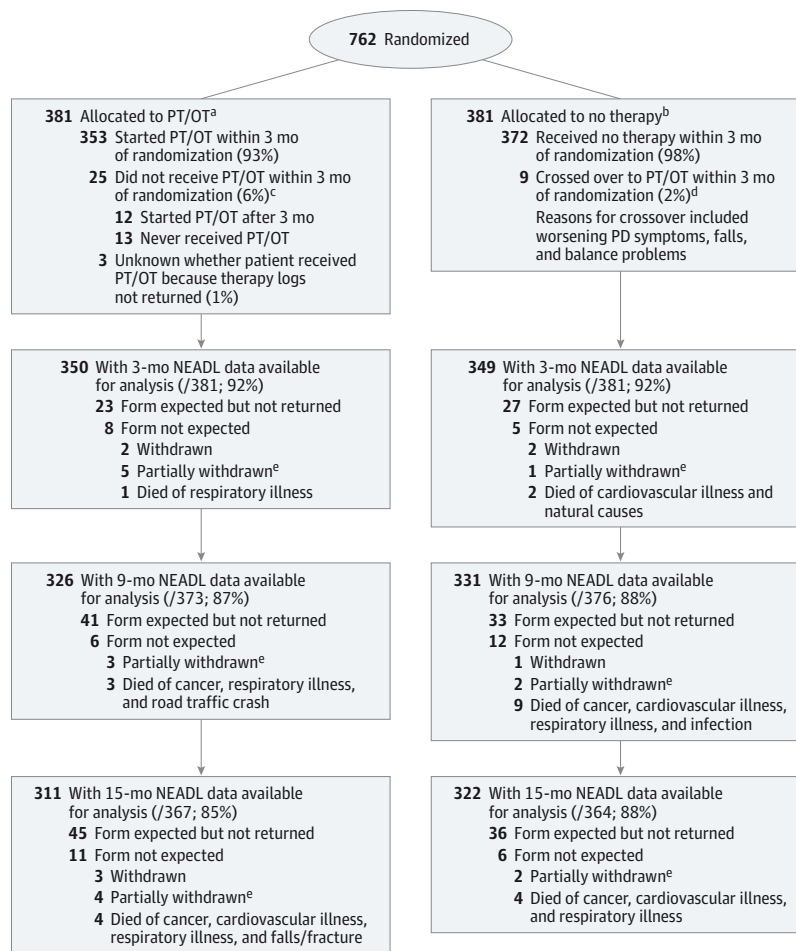 762 Randomized
381 Allocated to PT/OTa
353 Started PT/OT within 3 mo
of randomization (93%)
25 Did not receive PT/OT within 3 mo
of randomization (6%)c
12 Started PT/OT after 3 mo
13 Never received PT/OT
3 Unknown whether patient received
PT/OT because therapy logs
not returned (1%)
381 Allocated to no therapyb
372 Received no therapy within 3 mo
of randomization (98%)
9 Crossed over to PT/OT within 3 mo
of randomization (2%)d
Reasons for crossover included
worsening PD symptoms, falls,
and balance problems
350 With 3-mo NEADL data available
for analysis (/381; 92%)
23 Form expected but not returned
8 Form not expected
2 Withdrawn
5 Partially withdrawne
1 Died of respiratory illness
349 With 3-mo NEADL data available
for analysis (/381; 92%)
27 Form expected but not returned
5 Form not expected
2 Withdrawn
1 Partially withdrawne
2 Died of cardiovascular illness and
natural causes
326 With 9-mo NEADL data available
for analysis (/373; 87%)
41 Form expected but not returned
6 Form not expected
3 Partially withdrawne
3 Died of cancer, respiratory illness,
and road traffic crash
331 With 9-mo NEADL data available
for analysis (/376; 88%)
33 Form expected but not returned
12 Form not expected
1 Withdrawn
2 Partially withdrawne
9 Died of cancer, cardiovascular illness,
respiratory illness, and infection
311 With 15-mo NEADL data available
for analysis (/367; 85%)
45 Form expected but not returned
11 Form not expected
3 Withdrawn
4 Partially withdrawne
4 Died of cancer, cardiovascular illness,
respiratory illness, and falls/fracture
322 With 15-mo NEADL data available
for analysis (/364; 88%)
36 Form expected but not returned
6 Form not expected
2 Partially withdrawne
4 Died of cancer, cardiovascular illness,
and respiratory illness